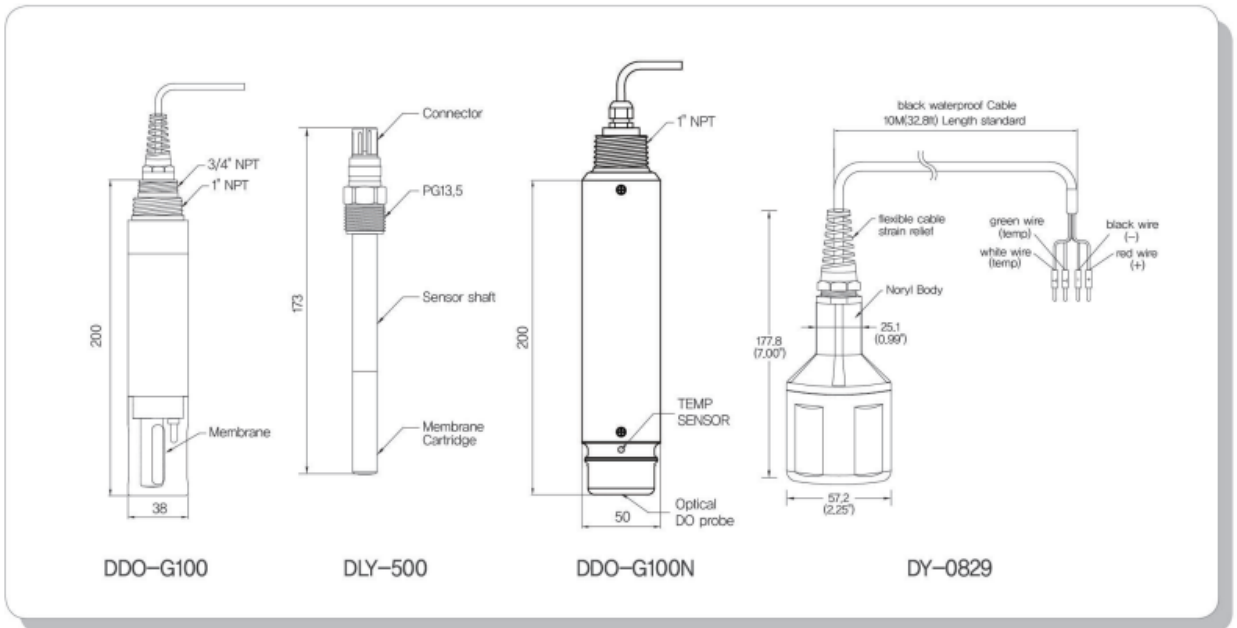 3/4" NPT
1" NPT
200
Membrane
38
DDO-G100
Connector
PG13,5
173
Sensor shaft
Membrane
Cartridge
DLY-500
1" NPT
200
TEMP
SENSOR
Optical
DO probe
50
DDO-G100N
black waterproof Cable
10M(32.8ft) Length standard
flexible cable
strain relief
green wire
(temp)
white wire
(temp)
black wire
(-)
red wire
(+)
Noryl Body
25.1
(0.99")
177.8
(7.00")
57.2
(2.25")
DY-0829